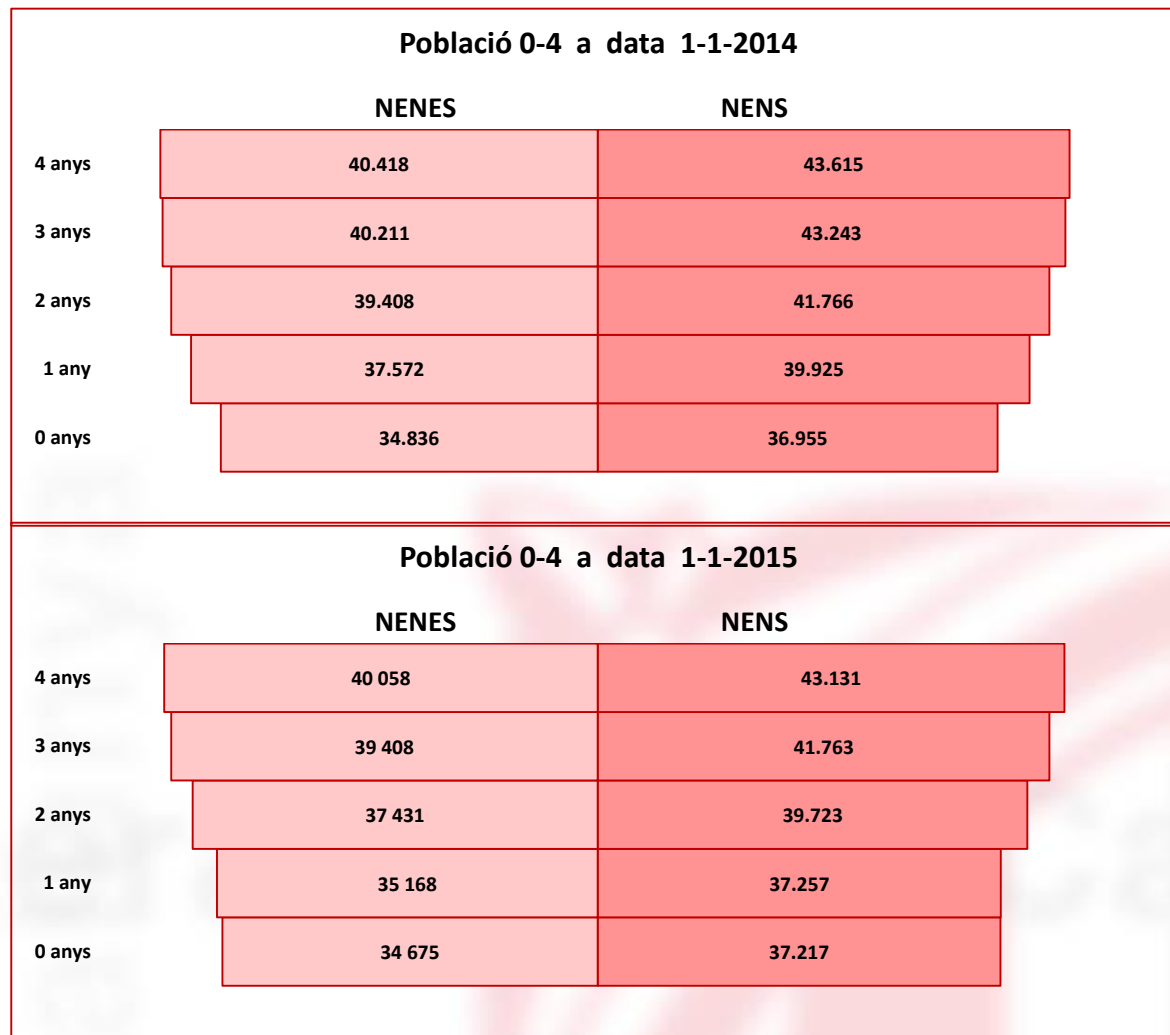 Població 0-4 a data 1-1-2014
NENES NENS
4 anys 40.418 43.615
3 anys 40.211 43.243
2 anys 39.408 41.766
1 any 37.572 39.925
0 anys 34.836 36.955
Població 0-4 a data 1-1-2015
NENES NENS
4 anys 40 058 43.131
3 anys 39 408 41.763
2 anys 37 431 39.723
1 any 35 168 37.257
0 anys 34 675 37.217